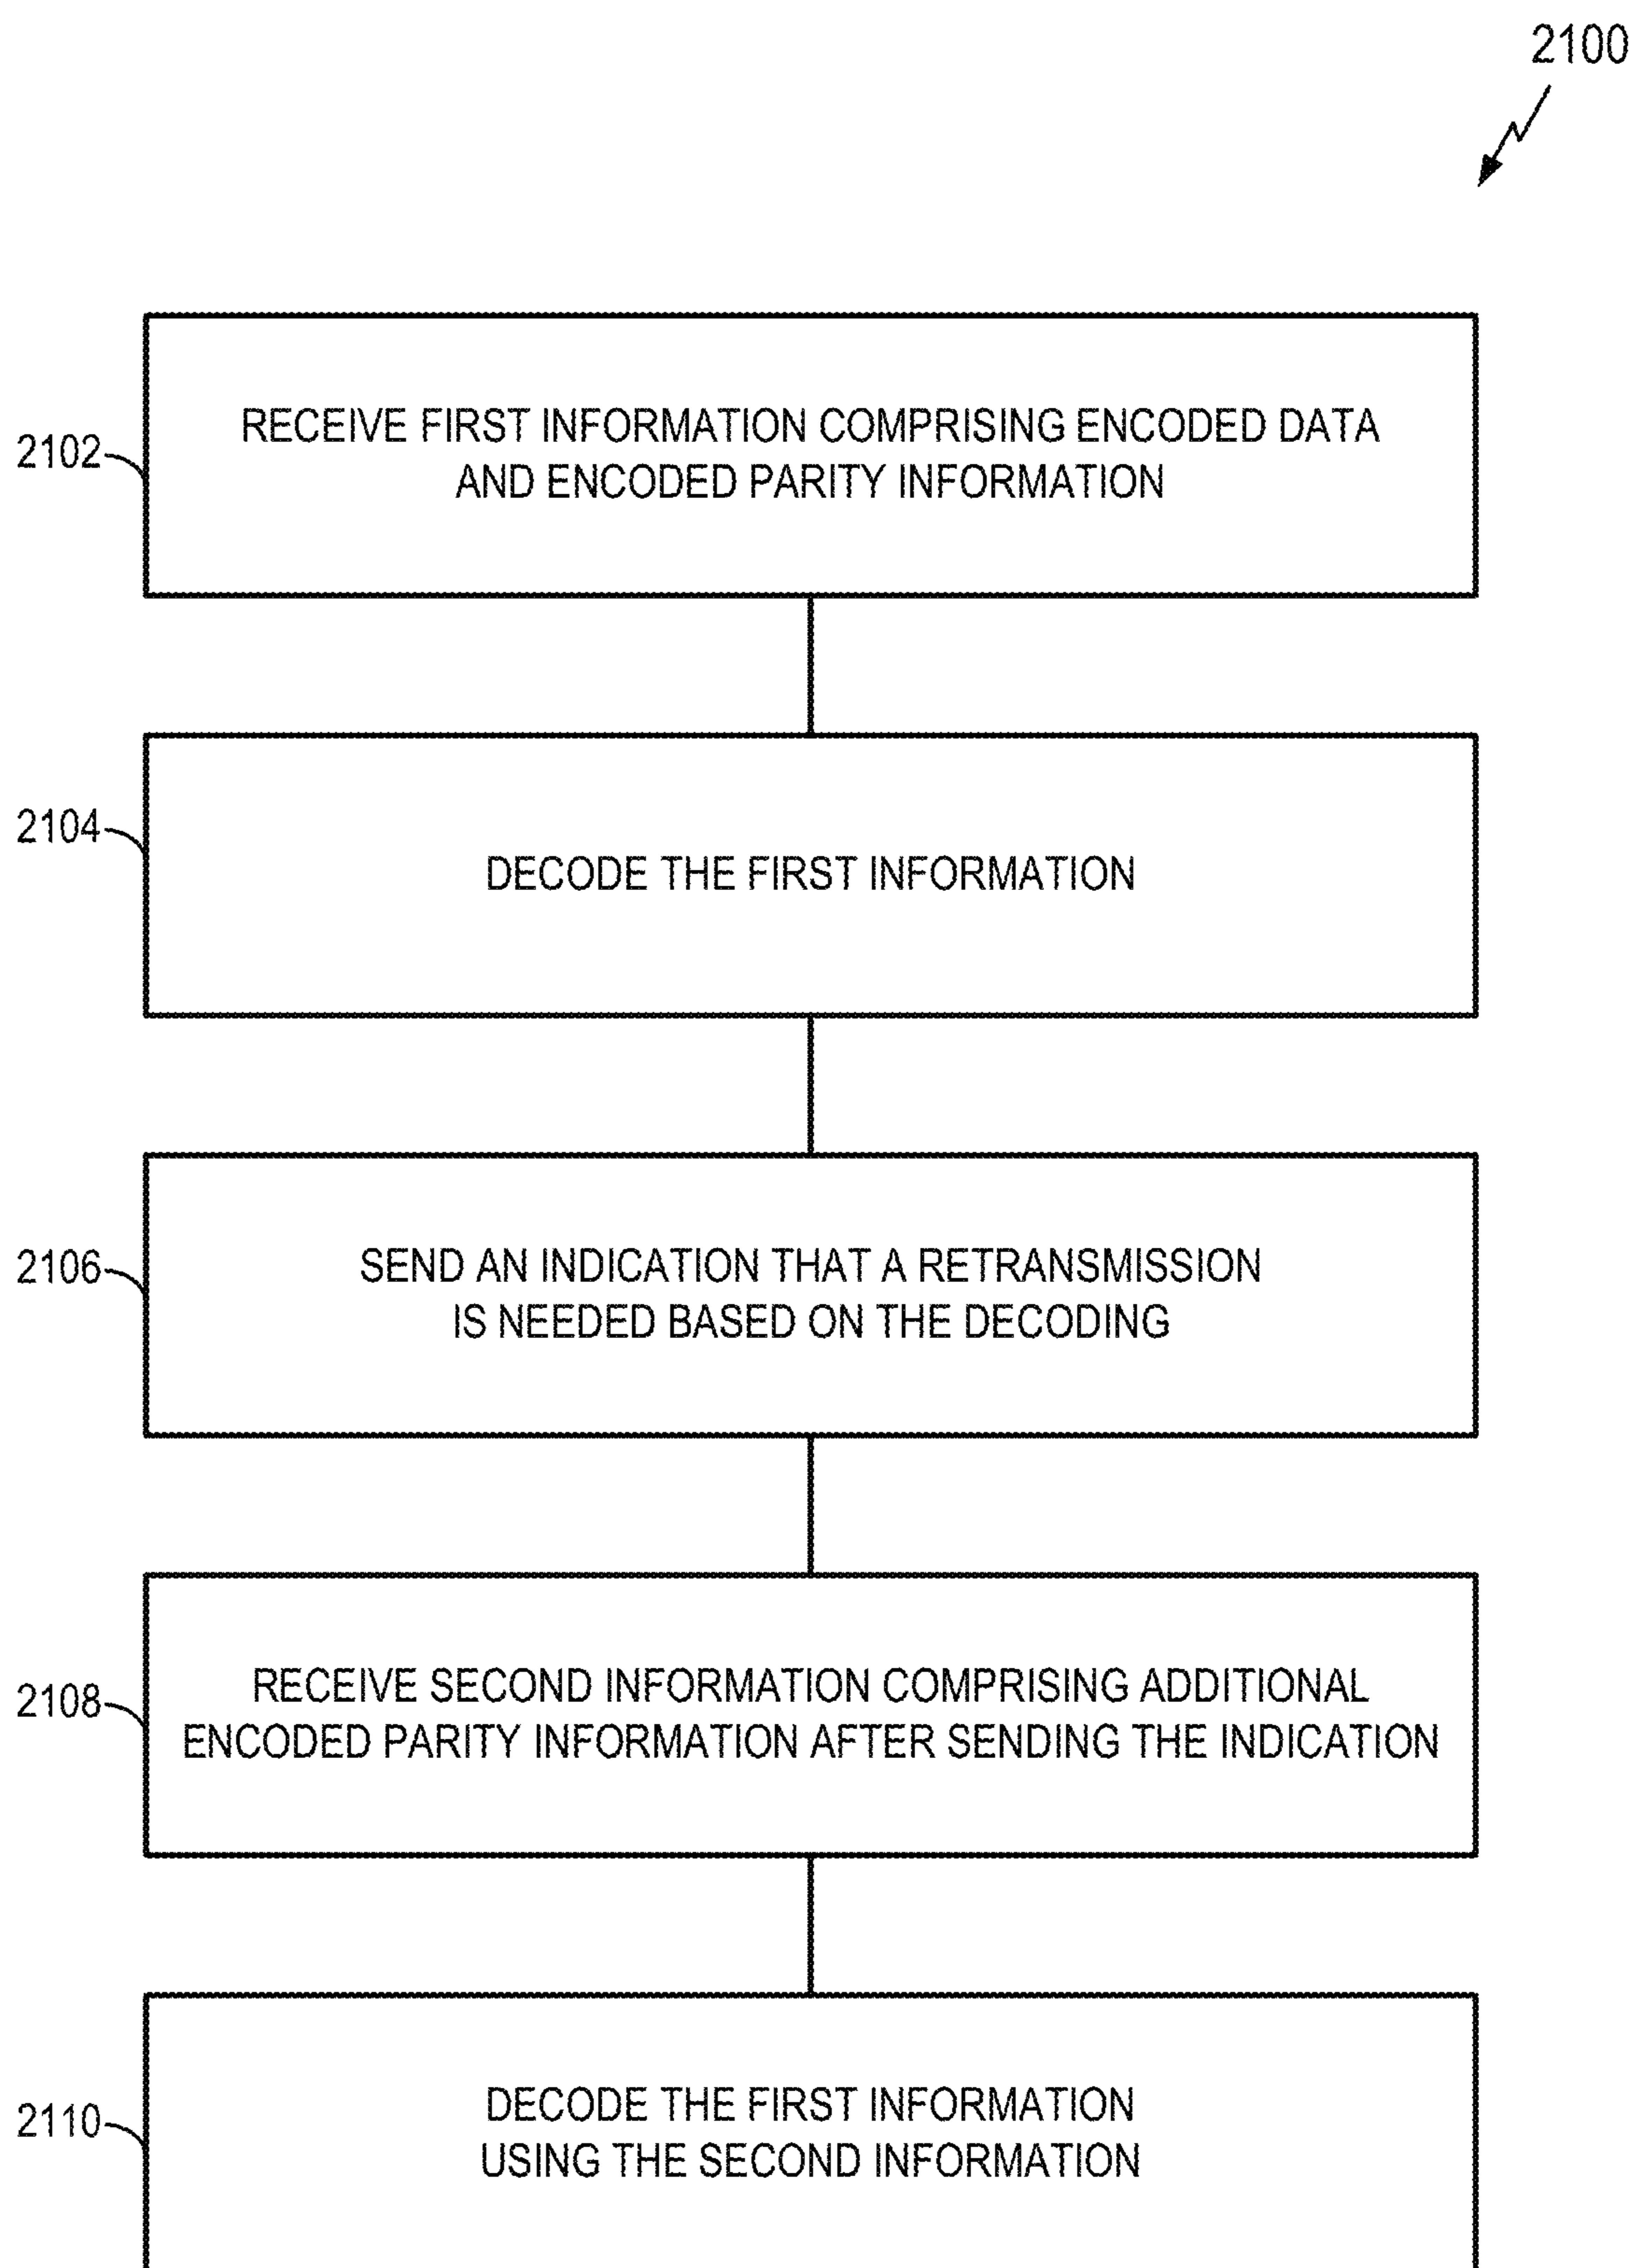 2100
2102
RECEIVE FIRST INFORMATION COMPRISING ENCODED DATA
AND ENCODED PARITY INFORMATION
2104
DECODE THE FIRST INFORMATION
2106
SEND AN INDICATION THAT A RETRANSMISSION
IS NEEDED BASED ON THE DECODING
2108
RECEIVE SECOND INFORMATION COMPRISING ADDITIONAL
ENCODED PARITY INFORMATION AFTER SENDING THE INDICATION
2110
DECODE THE FIRST INFORMATION
USING THE SECOND INFORMATION